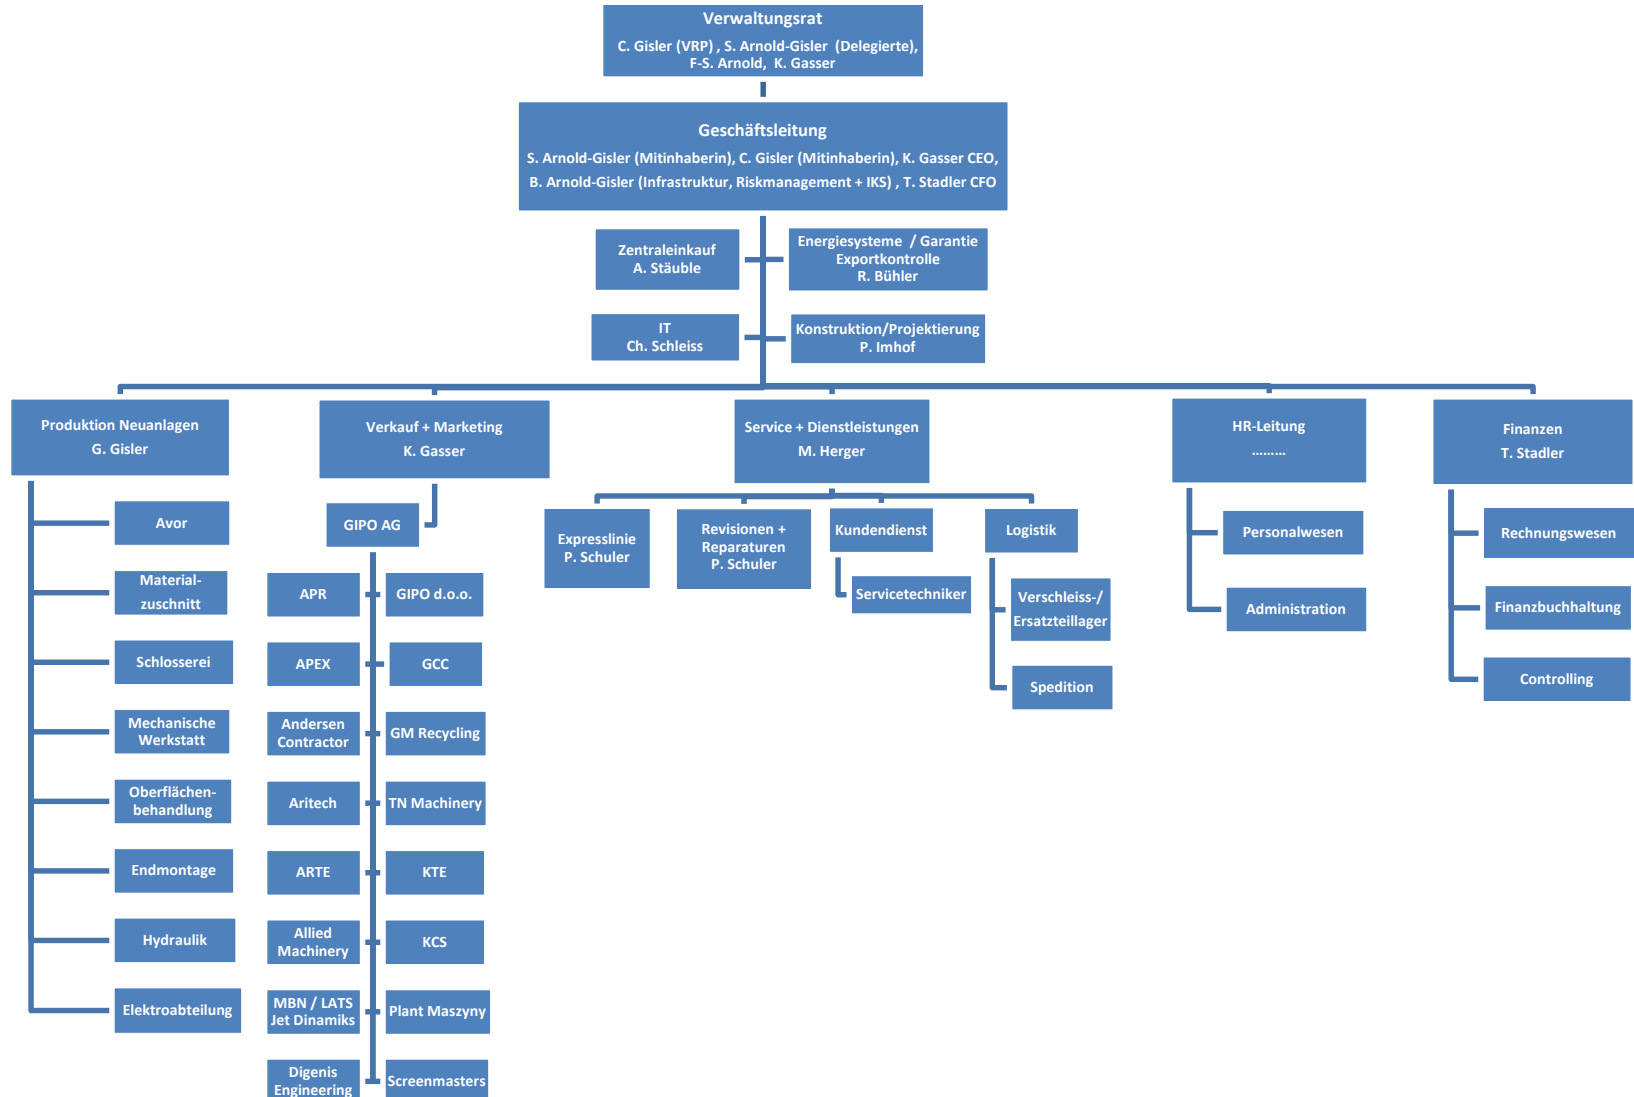 Verwaltungsrat
C. Gisler (VRP) , S. Arnold-Gisler (Delegierte),
F-S. Arnold, K. Gasser
Geschäftsleitung
S. Arnold-Gisler (Mitinhaberin), C. Gisler (Mitinhaberin), K. Gasser CEO,
B. Arnold-Gisler (Infrastruktur, Riskmanagement + IKS) , T. Stadler CFO
Zentraleinkauf
A. Stäuble
Energiesysteme / Garantie
Exportkontrolle
R. Bühler
IT
Ch. Schleiss
Konstruktion/Projektierung
P. Imhof
Produktion Neuanlagen
G. Gisler
Avor
Material-
zuschnitt
Schlosserei
Mechanische
Werkstatt
Oberflächen-
behandlung
Endmontage
Hydraulik
Elektroabteilung
Verkauf + Marketing
K. Gasser
GIPO AG
APR
GIPO d.o.o.
APEX
GCC
Andersen
Contractor
GM Recycling
Aritech
TN Machinery
ARTE
KTE
Allied
Machinery
KCS
MBN / LATS
Jet Dinamiks
Plant Maszyny
Digenis
Engineering
Screenmasters
Service + Dienstleistungen
M. Herger
Expresslinie
P. Schuler
Revisionen +
Reparaturen
P. Schuler
Kundendienst
Servicetechniker
Logistik
Verschleiss-/
Ersatzteillager
Spedition
HR-Leitung
.........
Personalwesen
Administration
Finanzen
T. Stadler
Rechnungswesen
Finanzbuchhaltung
Controlling